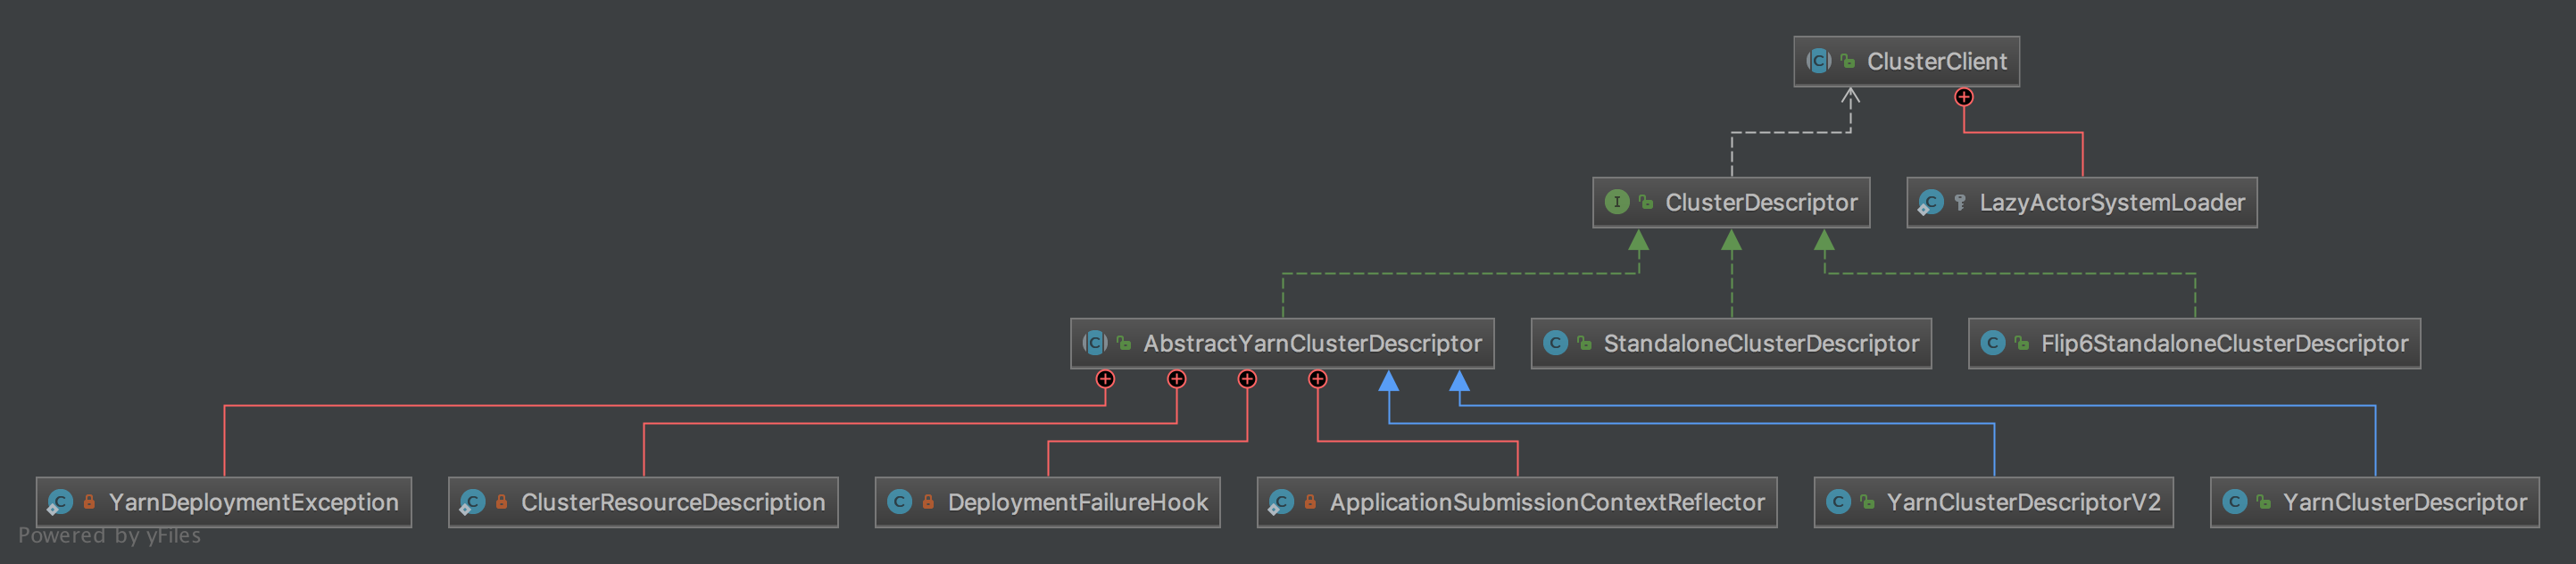 ClusterClient
ClusterDescriptor
LazyActorSystemLoader
AbstractYarnClusterDescriptor
StandaloneClusterDescriptor
Flip6StandaloneClusterDescriptor
YarnDeploymentException
ClusterResourceDescription
DeploymentFailureHook
ApplicationSubmissionContextReflector
YarnClusterDescriptorV2
YarnClusterDescriptor
Powered by yFiles